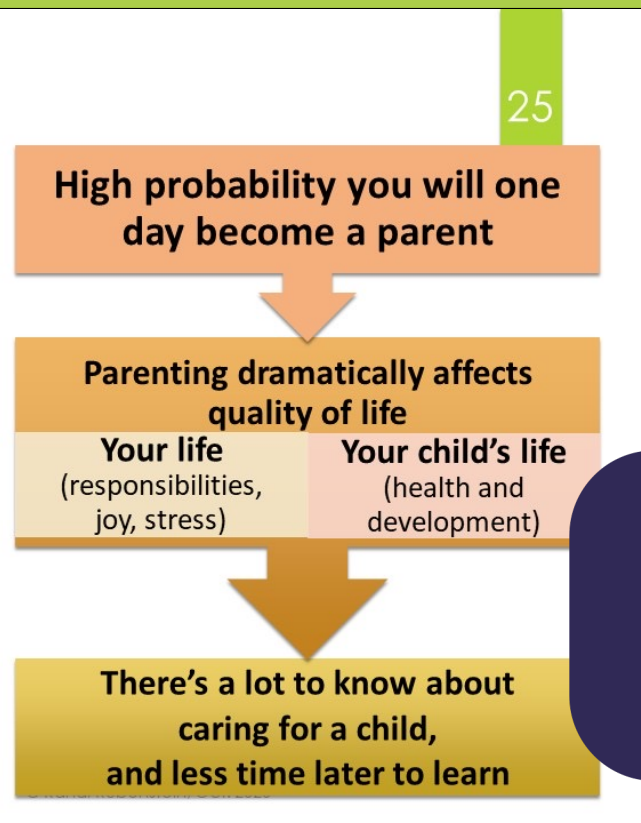 25
High probability you will one
day become a parent
Parenting dramatically affects
quality of life
Your life
(responsibilities,
joy, stress)
Your child’s life
(health and
development)
There’s a lot to know about
caring for a child,
and less time later to learn